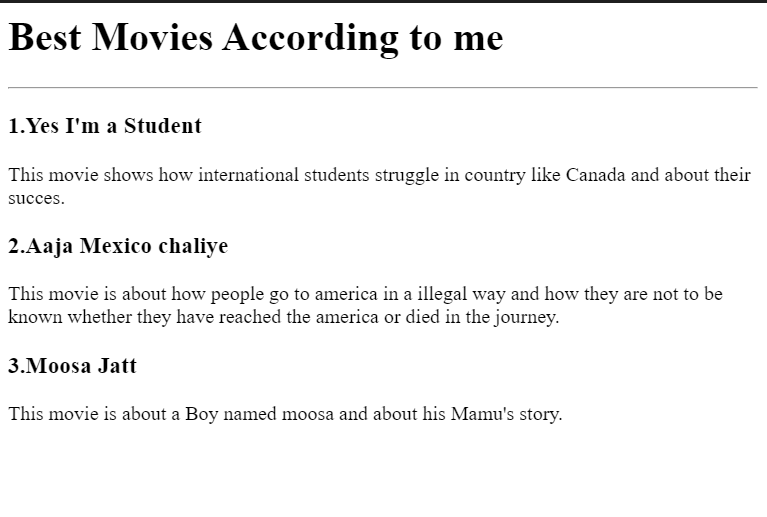 Best Movies According to me
1.Yes I'm a Student
This movie shows how international students struggle in country like Canada and about their
succes.
2.Aaja Mexico chaliye
This movie is about how people go to america in a illegal way and how they are not to be
known whether they have reached the america or died in the journey.
3.Moosa Jatt
This movie is about a Boy named moosa and about his Mamu's story.